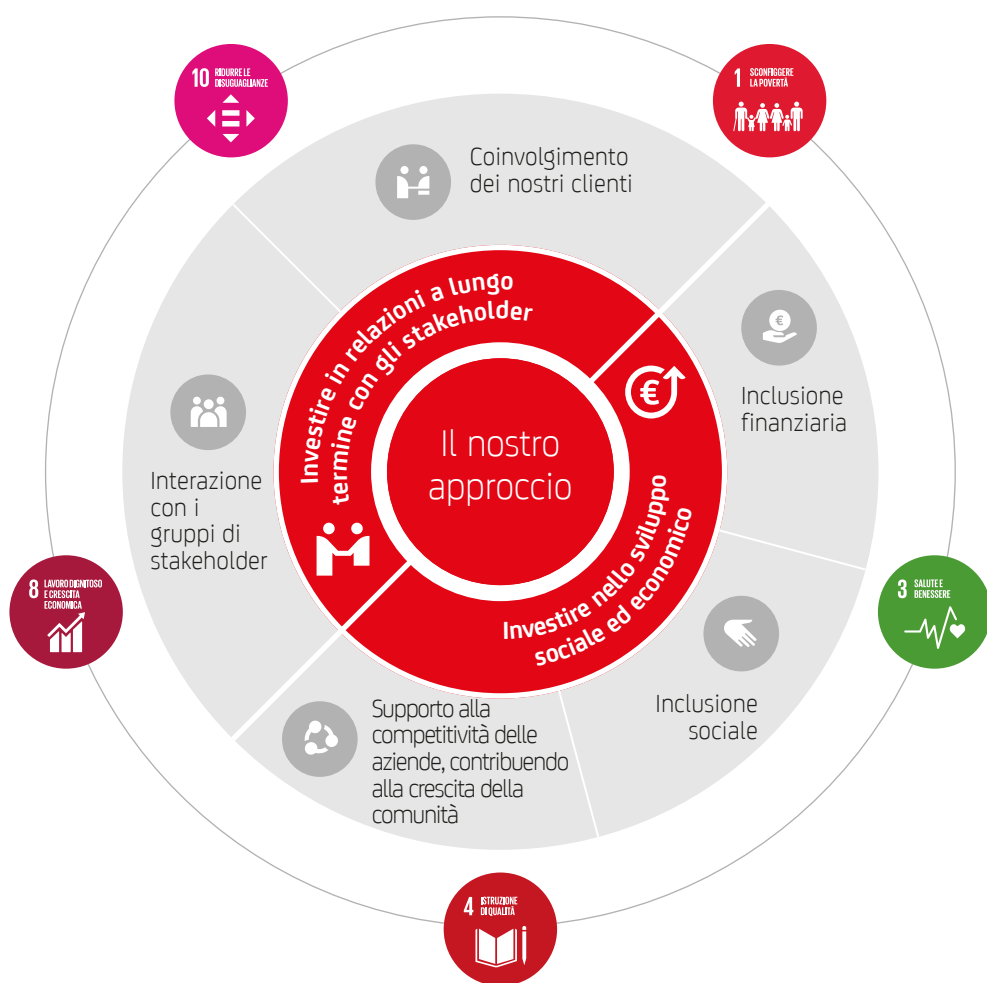 10 RIDURRE LE
DISUGUAGLIANZE
1 SCONFIGGERE
LA POVERTÀ
Coinvolgimento
dei nostri clienti
Investire in relazioni a lungo
termine con gli stakeholder
€
€
Inclusione
finanziaria
Il nostro
approccio
Interazione
con i
gruppi di
stakeholder
Investire nello sviluppo
sociale ed economico
8 LAVORO DIGNITOSO
E CRESCITA
ECONOMICA
3 SALUTE E
BENESSERE
Inclusione
sociale
Supporto alla
competitività delle
aziende, contribuendo
alla crescita della
comunità
4 ISTRUZIONE
DI QUALITÀ